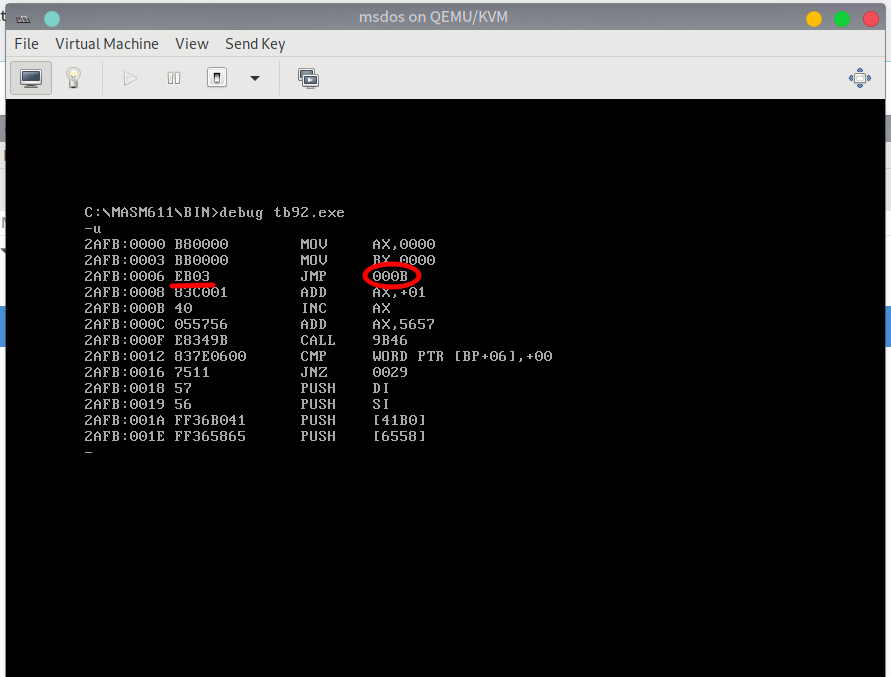 msdos on QEMU/KVM
File Virtual Machine View Send Key
C:\MASM611\BIN>debug tb92.exe
-u
2AFB:0000 B80000 MOV AX,0000
2AFB:0003 BB0000 MOV BX,0000
2AFB:0006 EB03 JMP 000B
2AFB:0008 83C001 ADD AX,+01
2AFB:000B 40 INC AX
2AFB:000C 055756 ADD AX,5657
2AFB:000F E8349B CALL 9B46
2AFB:0012 837E0600 CMP WORD PTR [BP+06],+00
2AFB:0016 7511 JNZ 0029
2AFB:0018 57 PUSH DI
2AFB:0019 56 PUSH SI
2AFB:001A FF36B041 PUSH [41B0]
2AFB:001E FF365865 PUSH [6558]
-